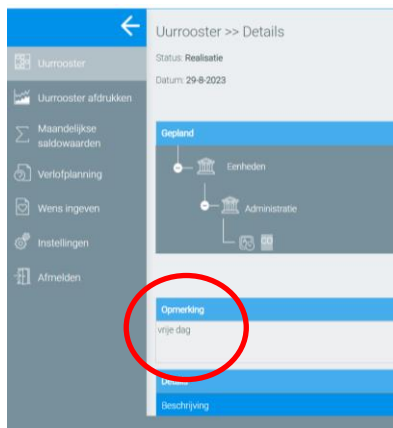 Uurrooster >> Details
Status: Realisatie
Datum: 29-8-2023
Uurrooster
Uurrooster afdrukken
Maandelijkse
saldowaarden
Verlofplanning
Wens ingeven
Instellingen
Afmelden
Gepland
Eenheden
Administratie
Opmerking
vrije dag
Details
Beschrijving